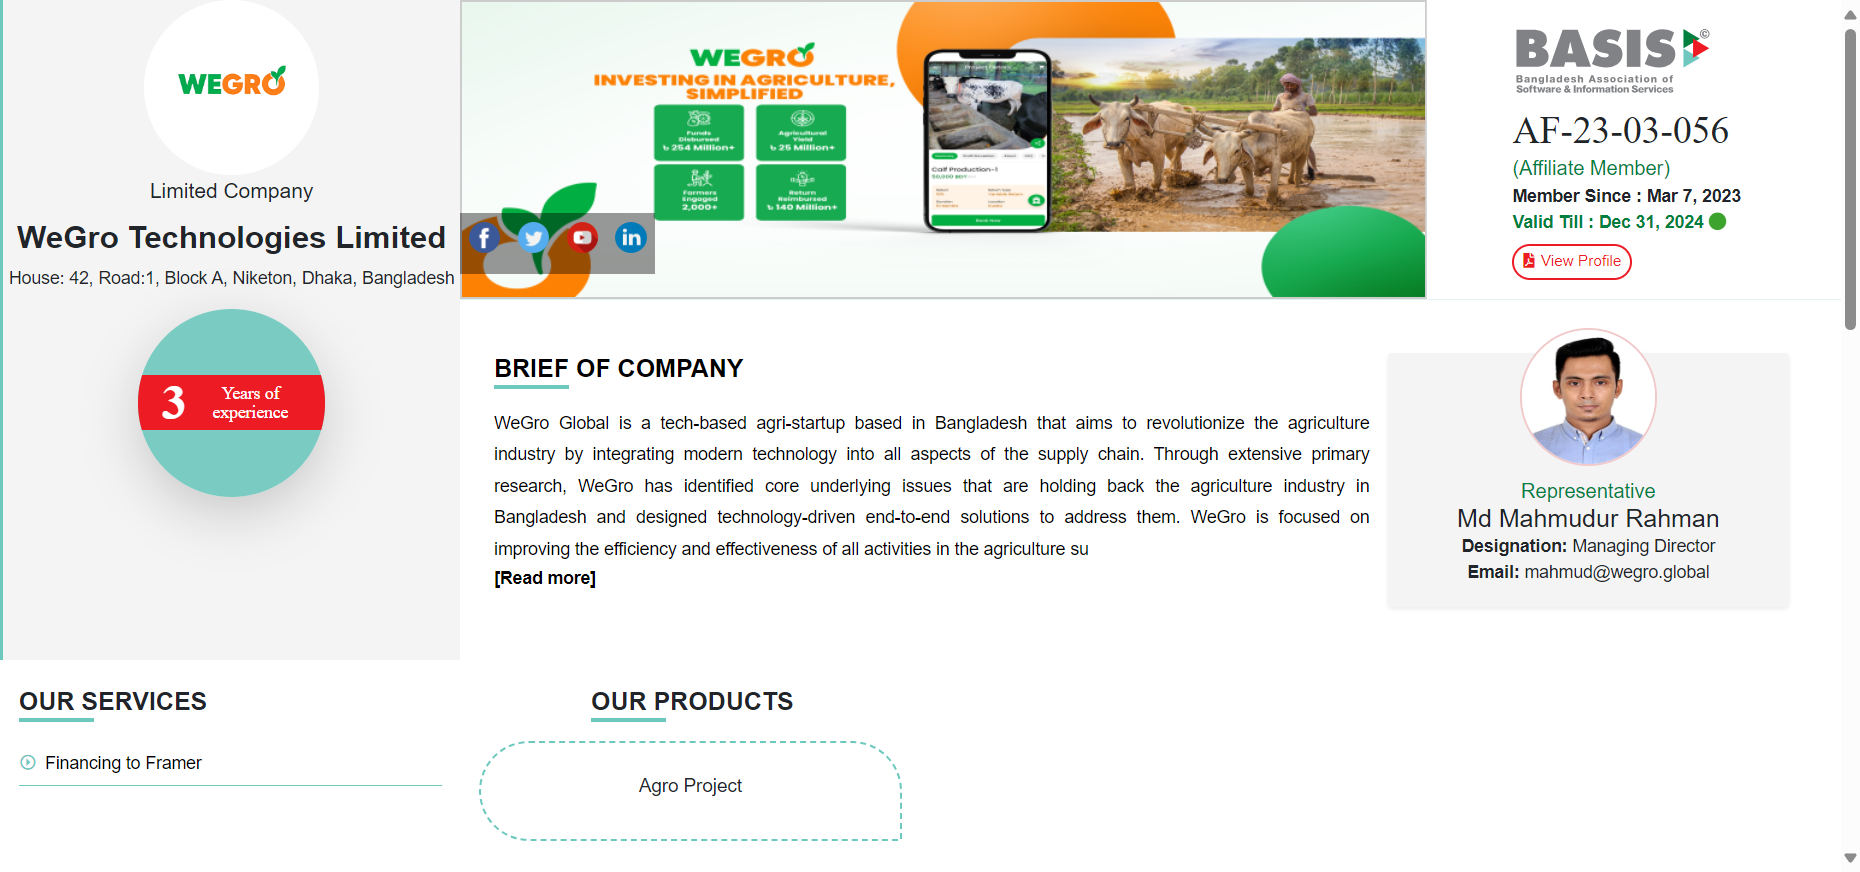 WEGRO
Limited Company
WeGro Technologies Limited
House: 42, Road:1, Block A, Niketon, Dhaka, Bangladesh
3
Years of
experience
WEGRO
INVESTING IN AGRICULTURE,
SIMPLIFIED
Funds
Disbursed
৳ 254 Million+
Agricultural
Yield
৳ 25 Million+
Farmers
Engaged
2,000+
Return
Reimbursed
৳ 140 Million+
Project Details
Calf Production-1
50,000 BDT
Book Now
BASIS©
Bangladesh Association of
Software & Information Services
AF-23-03-056
(Affiliate Member)
Member Since : Mar 7, 2023
Valid Till : Dec 31, 2024
View Profile
BRIEF OF COMPANY
WeGro Global is a tech-based agri-startup based in Bangladesh that aims to revolutionize the agriculture
industry by integrating modern technology into all aspects of the supply chain. Through extensive primary
research, WeGro has identified core underlying issues that are holding back the agriculture industry in
Bangladesh and designed technology-driven end-to-end solutions to address them. WeGro is focused on
improving the efficiency and effectiveness of all activities in the agriculture su
[Read more]
Representative
Md Mahmudur Rahman
Designation: Managing Director
Email: mahmud@wegro.global
OUR SERVICES
Financing to Framer
OUR PRODUCTS
Agro Project